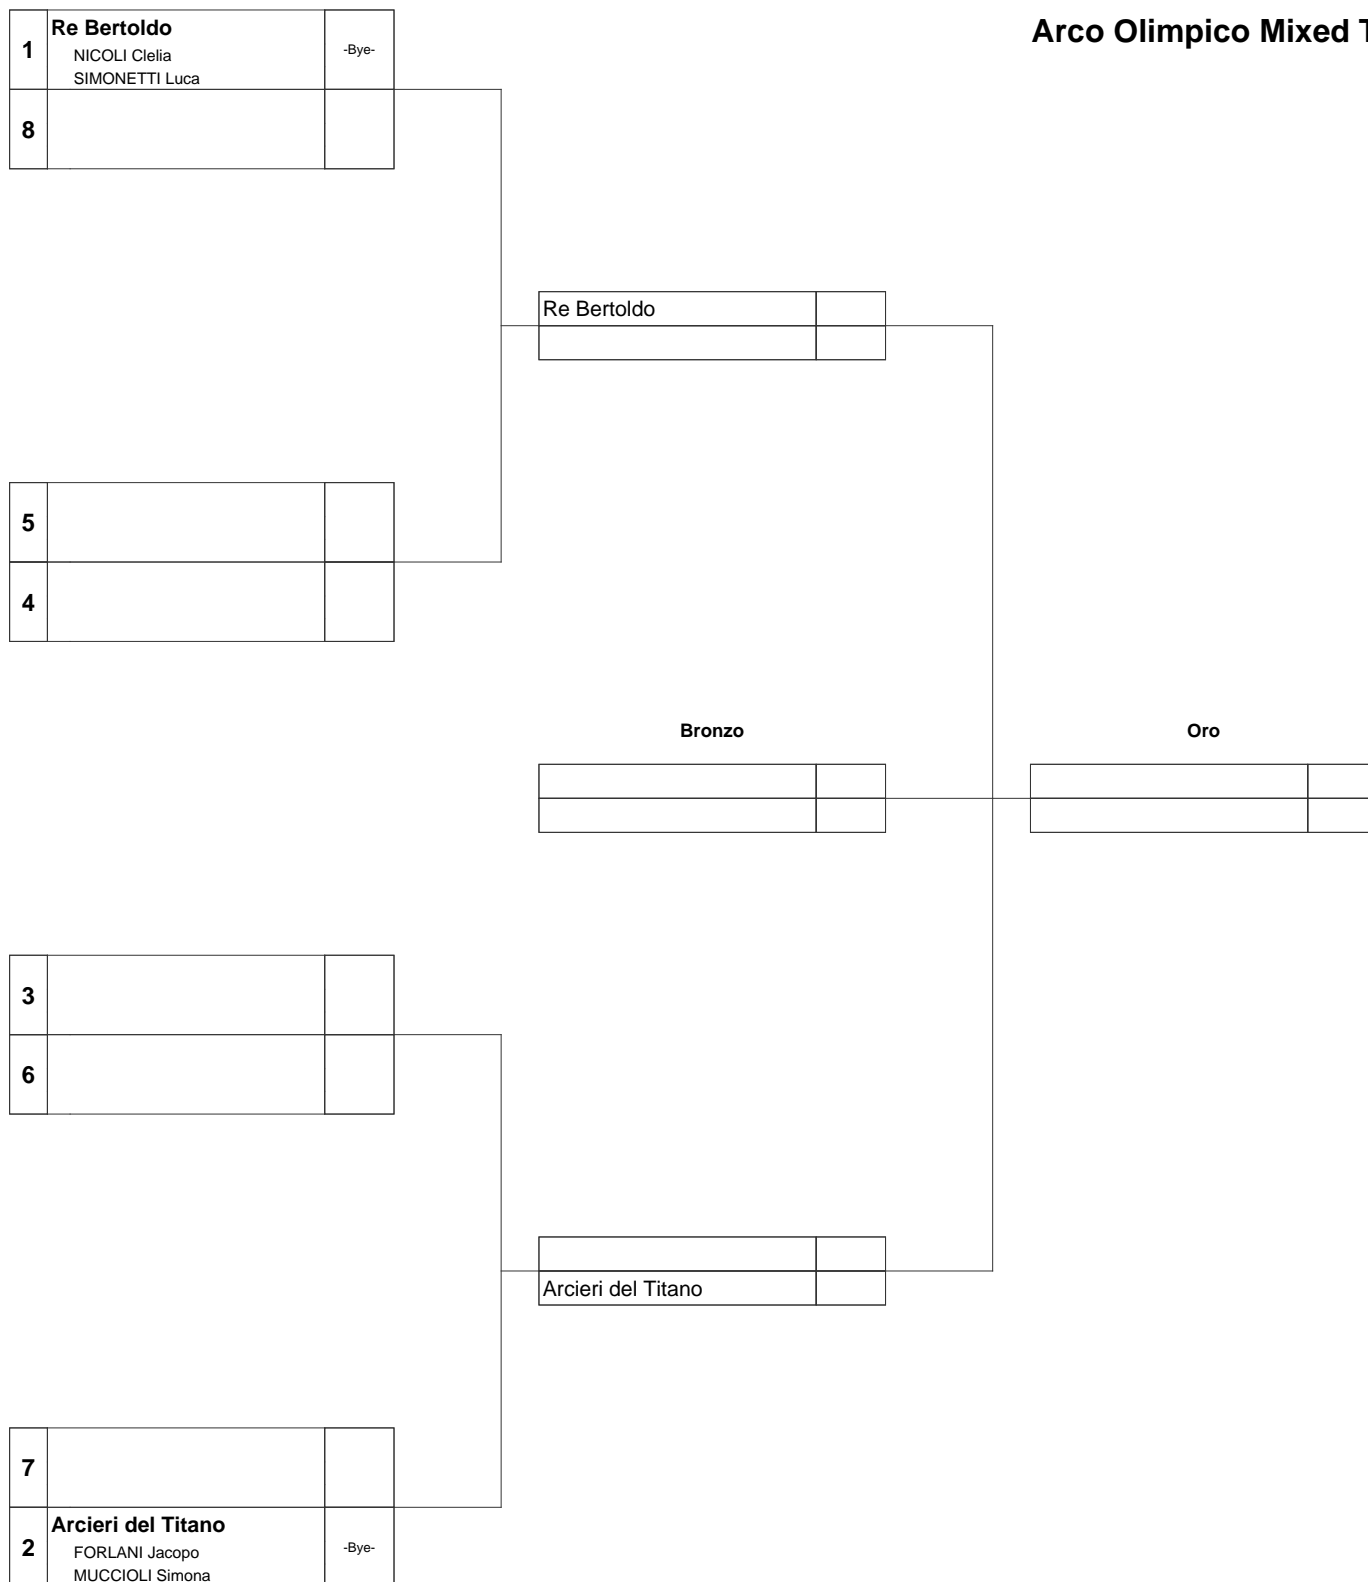 Arco Olimpico Mixed T
1
Re Bertoldo
NICOLI Clelia
SIMONETTI Luca
-Bye-
8
Re Bertoldo
5
4
Bronzo
Oro
3
6
Arcieri del Titano
7
2
Arcieri del Titano
FORLANI Jacopo
MUCCIOLI Simona
-Bye-